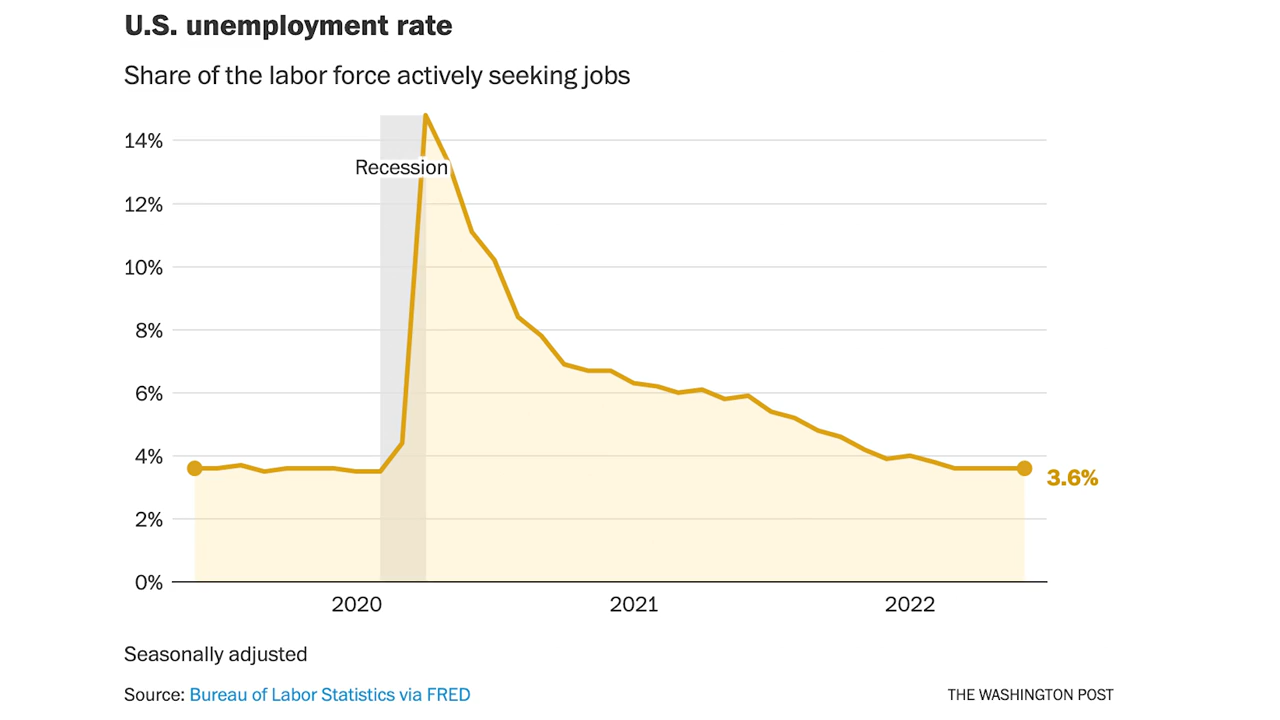 U.S. unemployment rate
Share of the labor force actively seeking jobs
14%
Recession
12%
10%
8%
6%
4%
3.6%
2%
0%
2020 2021 2022
Seasonally adjusted
Source: Bureau of Labor Statistics via FRED
THE WASHINGTON POST